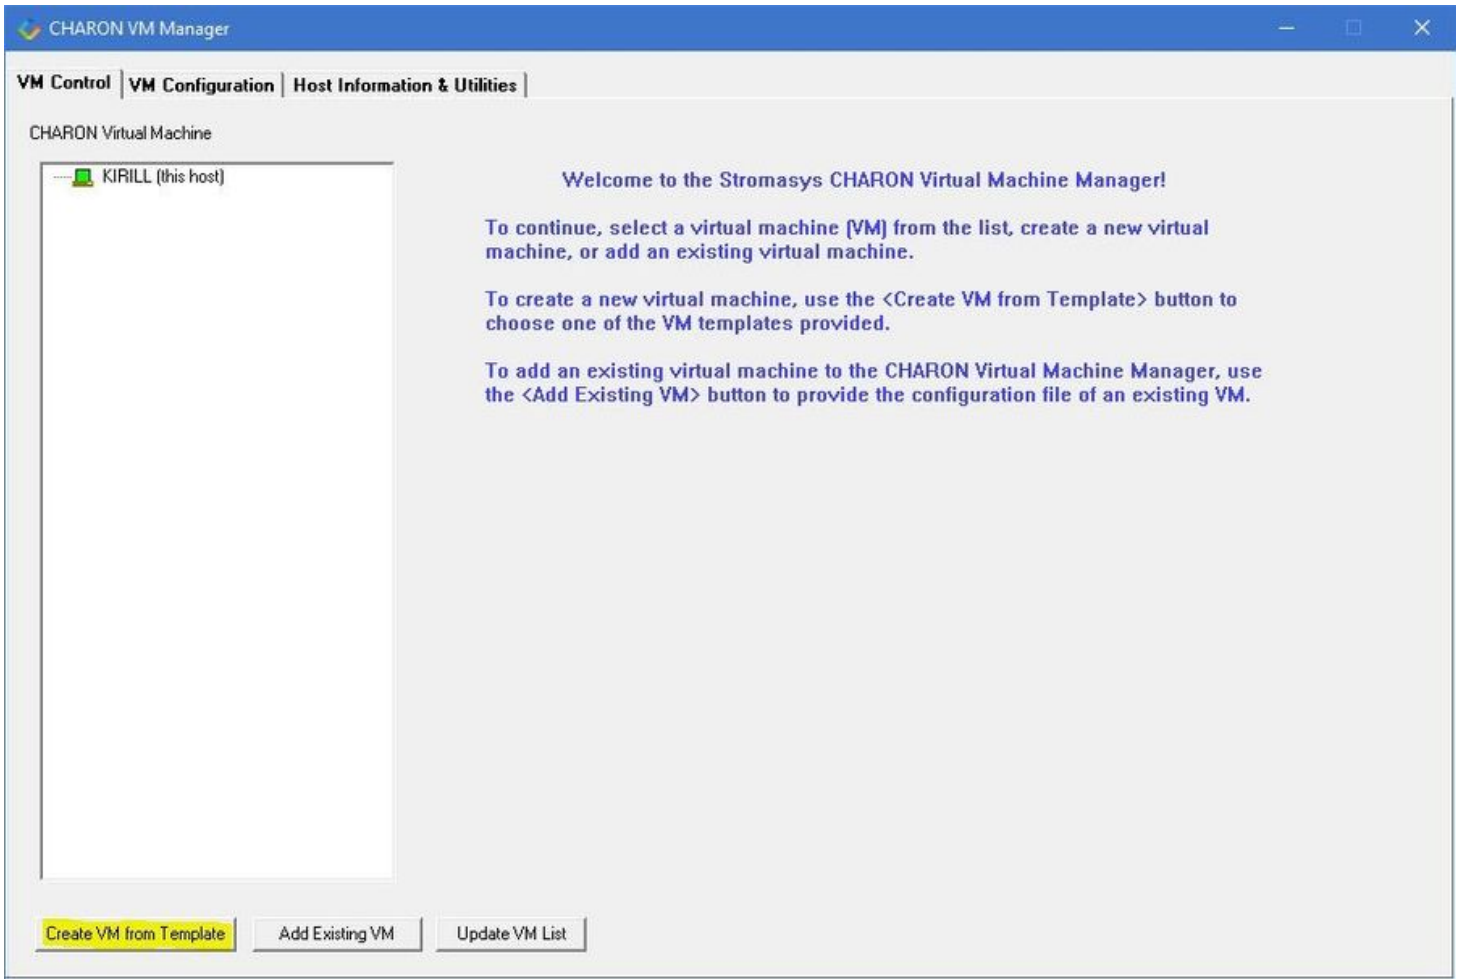 CHARON VM Manager
VM Control VM Configuration Host Information & Utilities
CHARON Virtual Machine
KIRILL (this host)
Welcome to the Stromasys CHARON Virtual Machine Manager!
To continue, select a virtual machine (VM) from the list, create a new virtual
machine, or add an existing virtual machine.
To create a new virtual machine, use the <Create VM from Template> button to
choose one of the VM templates provided.
To add an existing virtual machine to the CHARON Virtual Machine Manager, use
the <Add Existing VM> button to provide the configuration file of an existing VM.
Create VM from Template Add Existing VM Update VM List